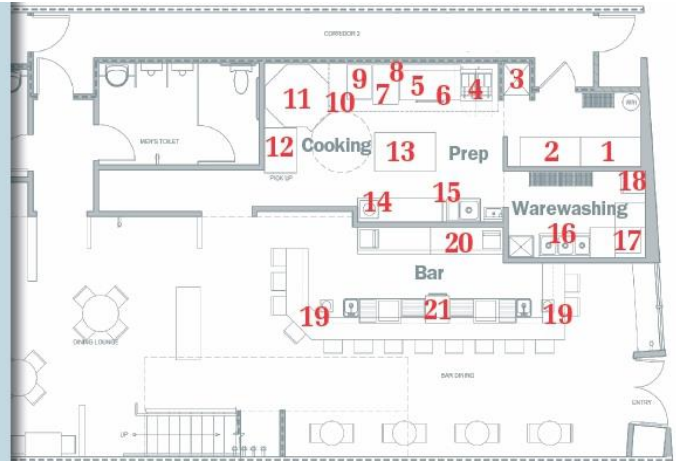 CORRIDOR 2
9
8
5
3
11
10
7
6
4
MEN'S TOILET
12
Cooking
13
Prep
2
1
PICK UP
14
15
18
Warewashing
16
17
20
Bar
19
21
19
DINING LOUNGE
BAR DINING
ENTRY
UP